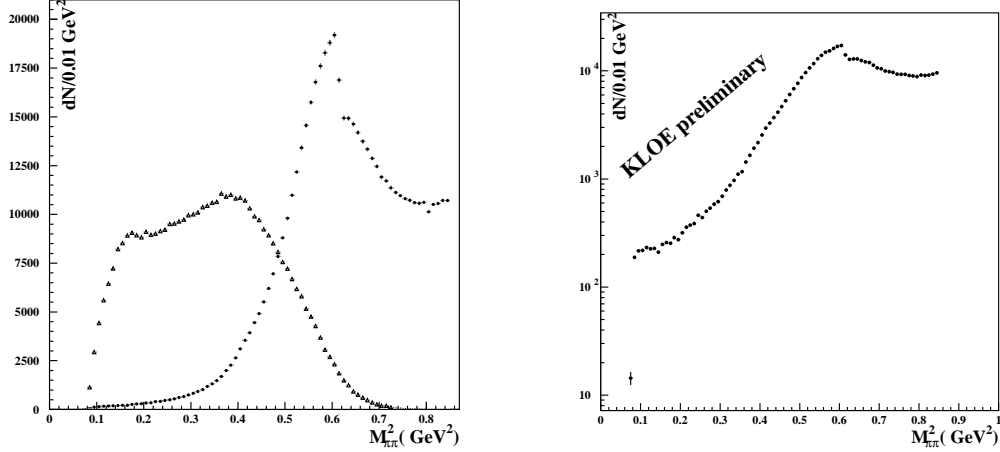 dN/0.01 GeV²
20000
17500
15000
12500
10000
7500
5000
2500
0
0 0.1 0.2 0.3 0.4 0.5 0.6 0.7 0.8
M²ππ( GeV²)
dN/0.01 GeV²
KLOE preliminary
10⁴
10³
10²
10
0 0.1 0.2 0.3 0.4 0.5 0.6 0.7 0.8 0.9 1
M²ππ( GeV²)